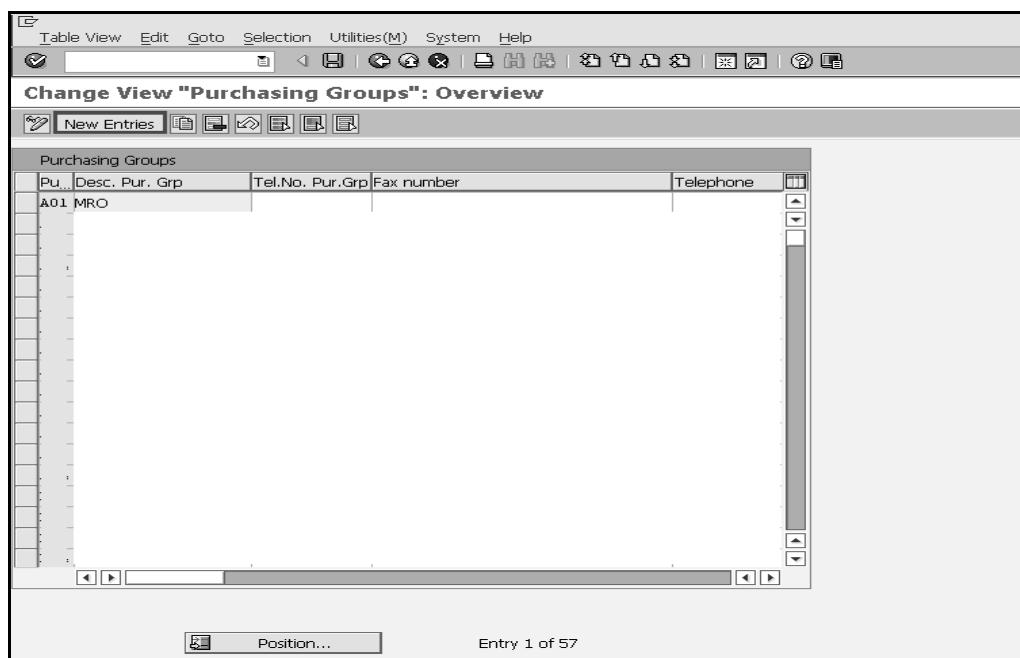 Table View Edit Goto Selection Utilities(M) System Help
Change View "Purchasing Groups": Overview
New Entries
Purchasing Groups
Pu... Desc. Pur. Grp Tel.No. Pur.Grp Fax number Telephone
A01 MRO
Position... Entry 1 of 57